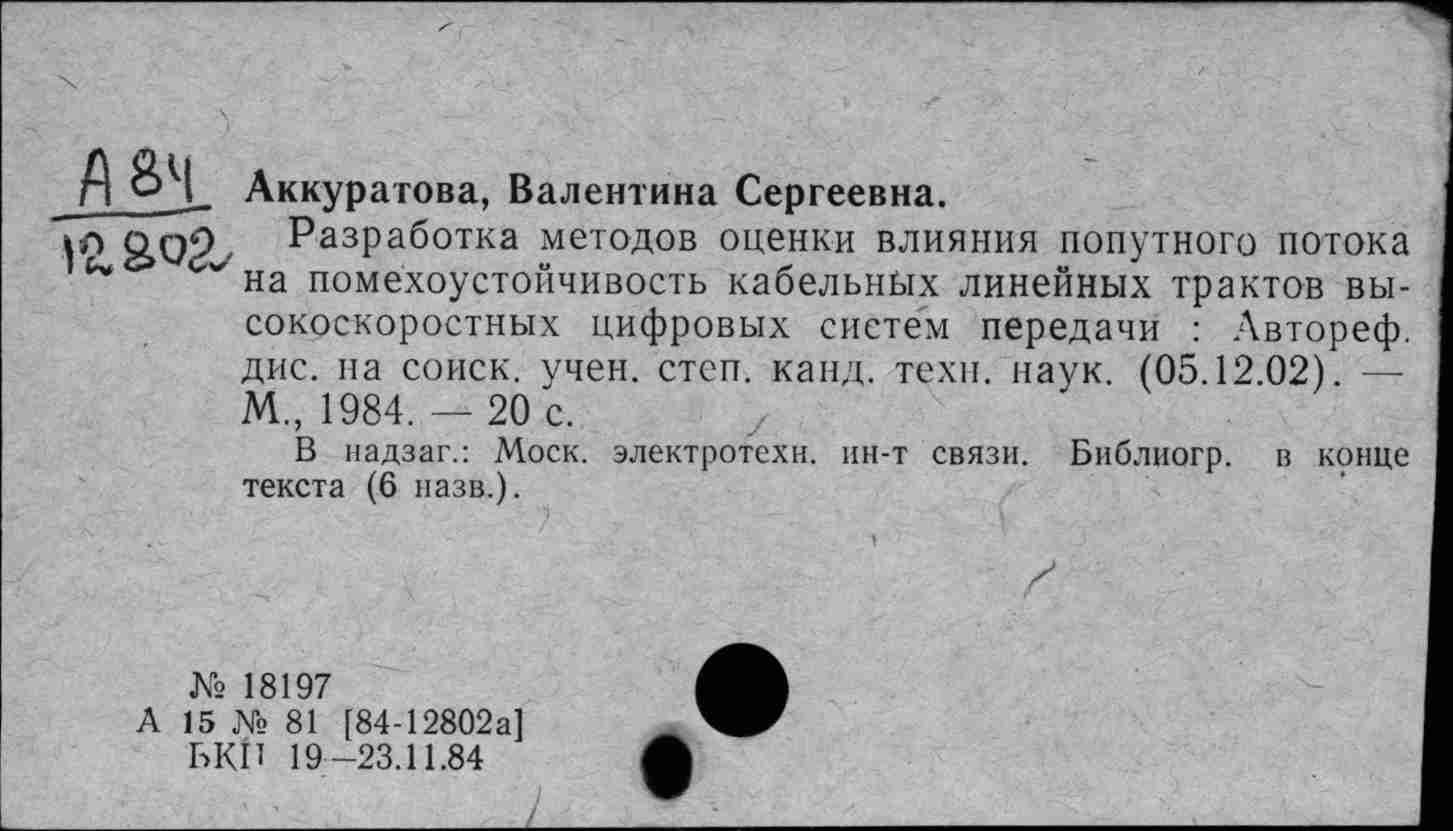 А 84
12802
Аккуратова, Валентина Сергеевна.
Разработка методов оценки влияния попутного потока
на помехоустойчивость кабельных линейных трактов вы-
сокоскоростных цифровых систем передачи : Автореф.
дис. на соиск. учен. степ. канд. техн. наук. (05.12.02). —
М., 1984. — 20 с.
В надзаг.: Моск. электротехн. ин-т связи. Библиогр. в конце
текста (6 назв.).
№ 18197
А 15 № 81 [84-12802а]
БКП 19—23.11.84